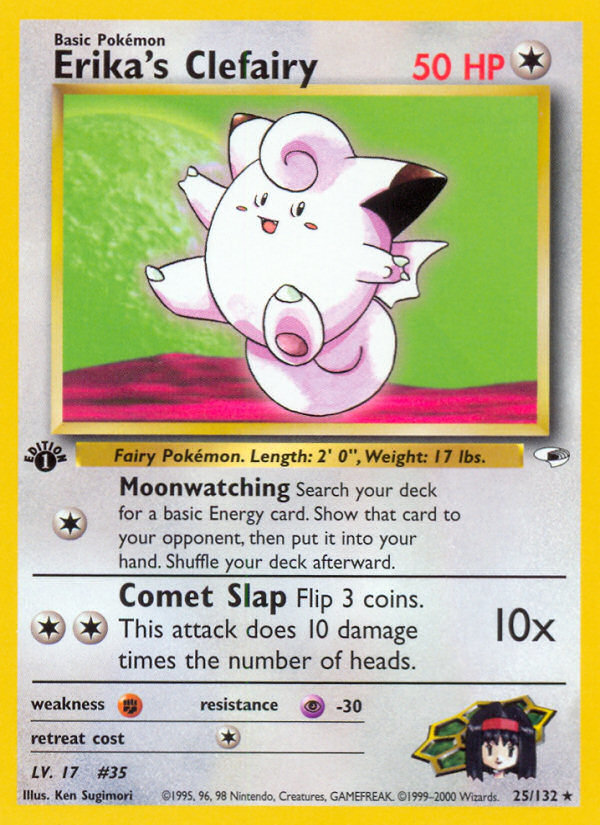 Basic Pokémon
Erika's Clefairy 50 HP
EDITION 1
Fairy Pokémon. Length: 2' 0", Weight: 17 lbs.
Moonwatching Search your deck
for a basic Energy card. Show that card to
your opponent, then put it into your
hand. Shuffle your deck afterward.
Comet Slap Flip 3 coins.
This attack does 10 damage 10x
times the number of heads.
weakness resistance -30
retreat cost
LV. 17 #35
Illus. Ken Sugimori ©1995, 96, 98 Nintendo, Creatures, GAMEFREAK. ©1999-2000 Wizards. 25/132 ★